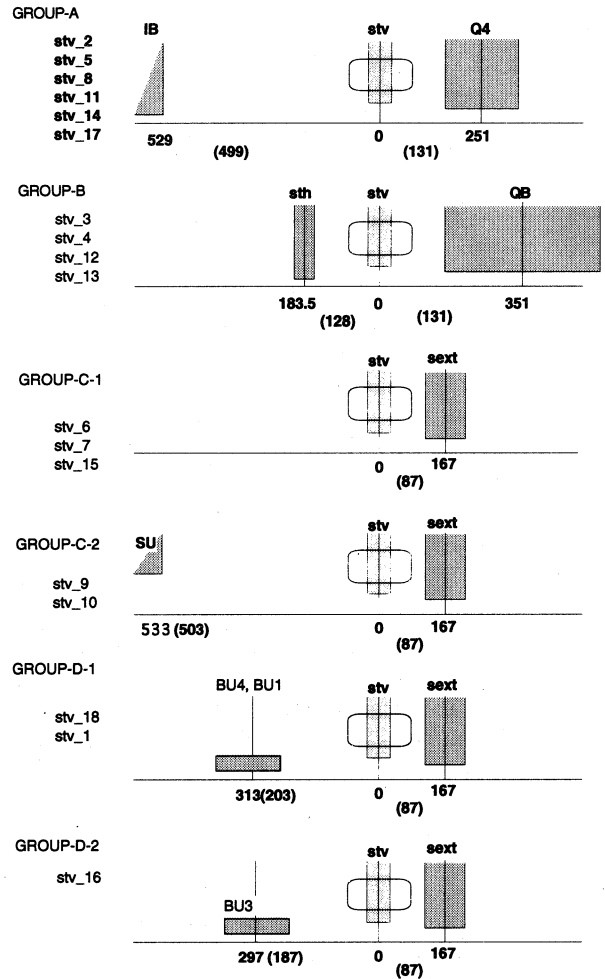 GROUP-A
IB stv Q4
stv_2
stv_5
stv_8
stv_11
stv_14
stv_17
529 0 251
(499) (131)
GROUP-B
sth stv QB
stv_3
stv_4
stv_12
stv_13
183.5 0 351
(128) (131)
stv sext
GROUP-C-1
stv_6
stv_7
stv_15
0 167
(87)
stv sext
GROUP-C-2 SU
stv_9
stv_10
533 (503) 0 167
(87)
GROUP-D-1
BU4, BU1 stv sext
stv_18
stv_1
313(203) 0 167
(87)
GROUP-D-2
stv sext
stv_16
BU3
297 (187) 0 167
(87)